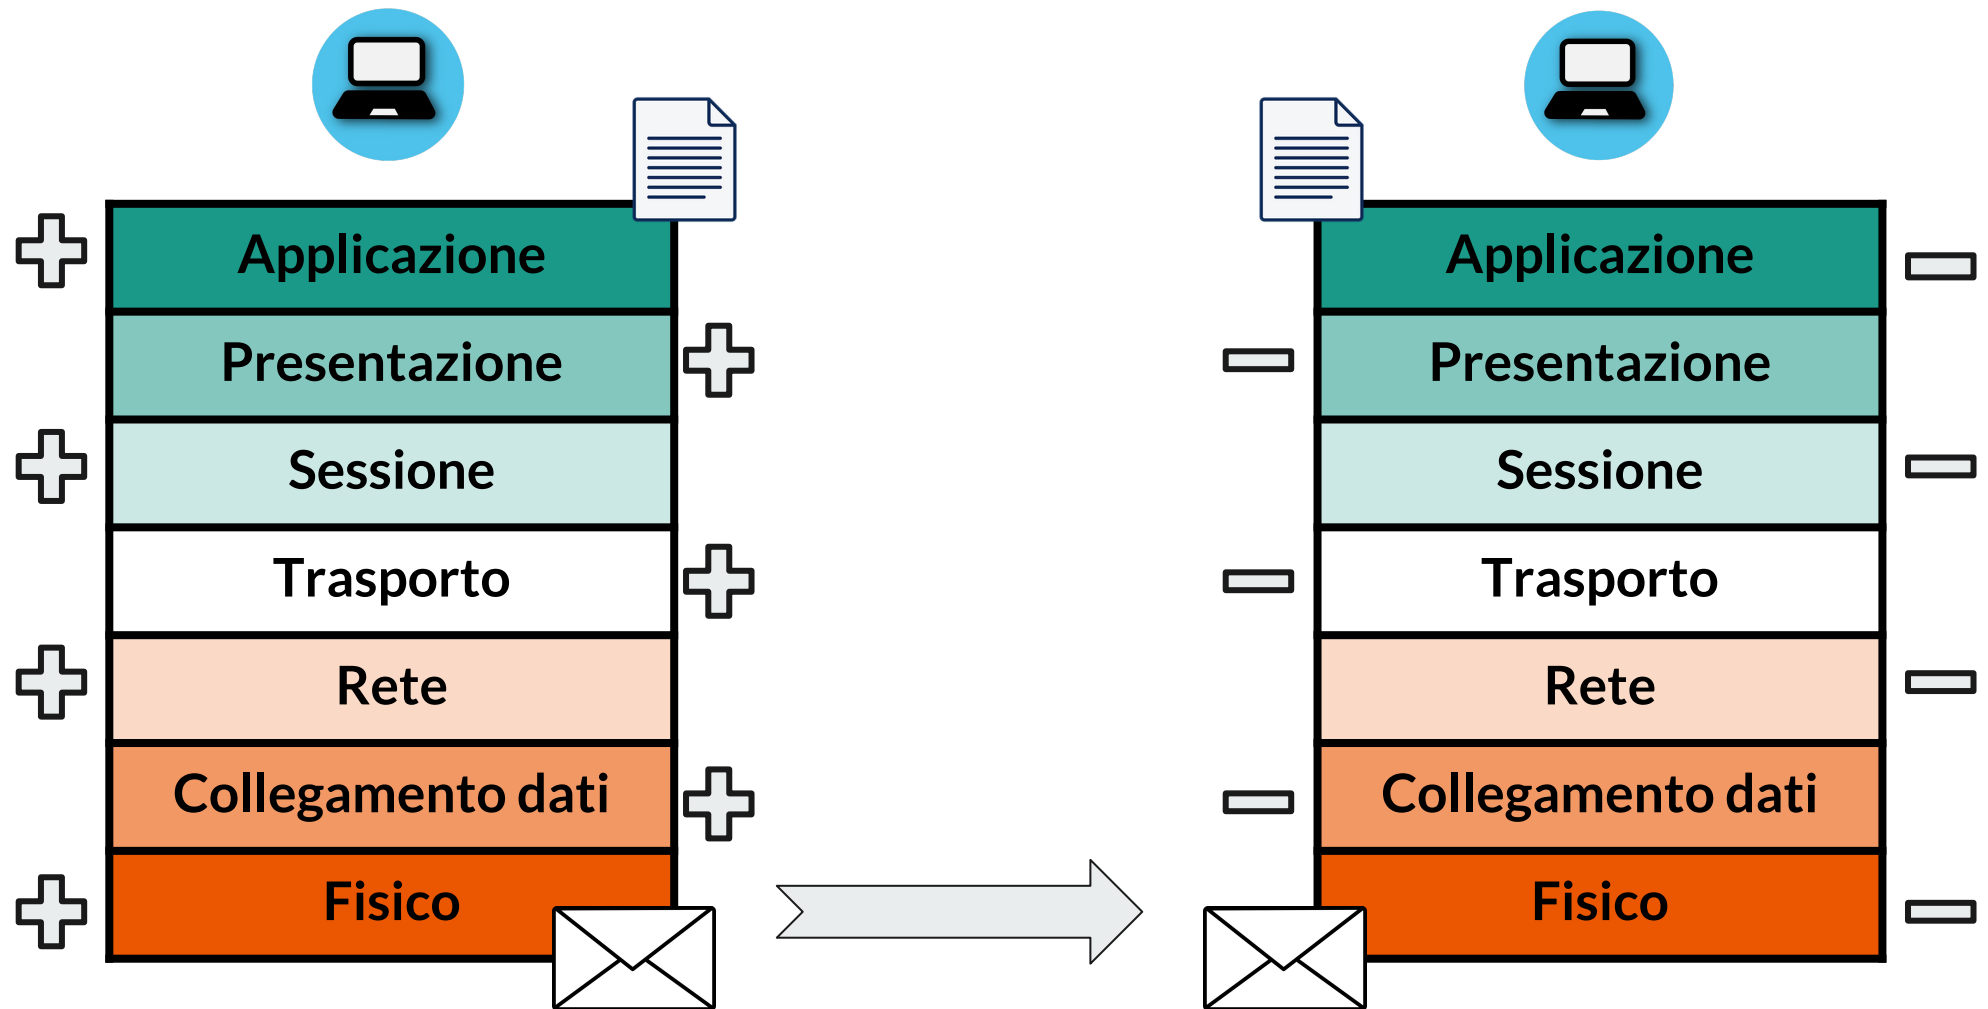 Applicazione
Presentazione
Sessione
Trasporto
Rete
Collegamento dati
Fisico
Applicazione
Presentazione
Sessione
Trasporto
Rete
Collegamento dati
Fisico